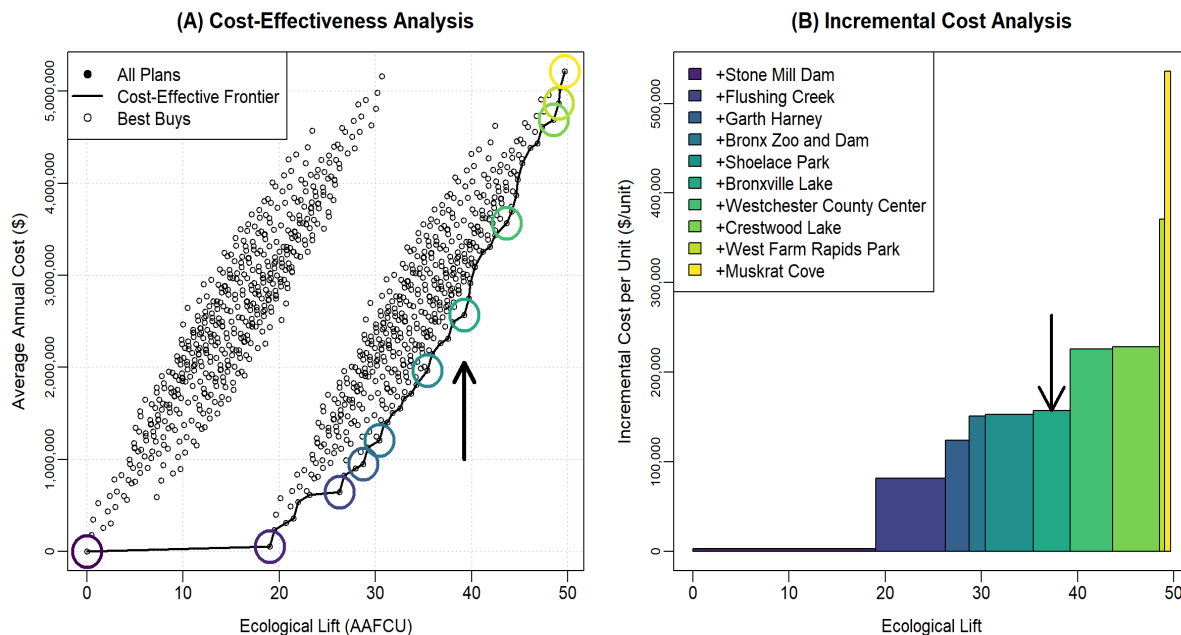 (A) Cost-Effectiveness Analysis
All Plans
Cost-Effective Frontier
Best Buys
Average Annual Cost ($)
0
1,000,000
2,000,000
3,000,000
4,000,000
5,000,000
0 10 20 30 40 50
Ecological Lift (AAFCU)
(B) Incremental Cost Analysis
+Stone Mill Dam
+Flushing Creek
+Garth Harney
+Bronx Zoo and Dam
+Shoelace Park
+Bronxville Lake
+Westchester County Center
+Crestwood Lake
+West Farm Rapids Park
+Muskrat Cove
Incremental Cost per Unit ($/unit)
0
100,000
200,000
300,000
400,000
500,000
0 10 20 30 40 50
Ecological Lift